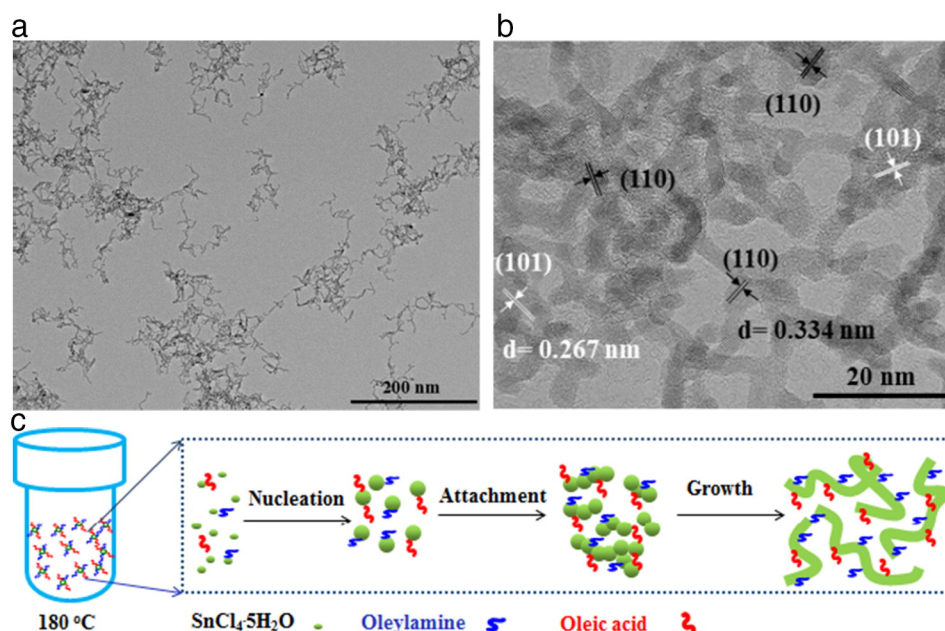 a
b
(110)
(101)
(110)
(101)
(110)
d= 0.334 nm
d= 0.267 nm
200 nm
20 nm
c
Nucleation
Attachment
Growth
180 °C
SnCl₄·5H₂O
Oleylamine
Oleic acid